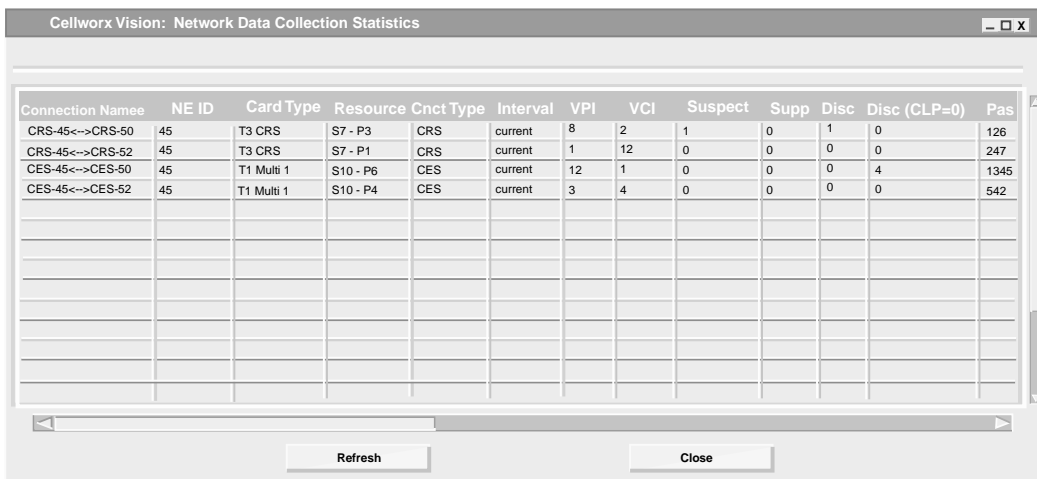 Cellworx Vision: Network Data Collection Statistics
X
Connection Namee NE ID Card Type Resource Cnct Type Interval VPI VCI Suspect Supp Disc Disc (CLP=0) Pas
CRS-45<-->CRS-50 45 T3 CRS S7 - P3 CRS current 8 2 1 0 1 0 126
CRS-45<-->CRS-52 45 T3 CRS S7 - P1 CRS current 1 12 0 0 0 0 247
CES-45<-->CES-50 45 T1 Multi 1 S10 - P6 CES current 12 1 0 0 0 4 1345
CES-45<-->CES-52 45 T1 Multi 1 S10 - P4 CES current 3 4 0 0 0 0 542
Refresh Close